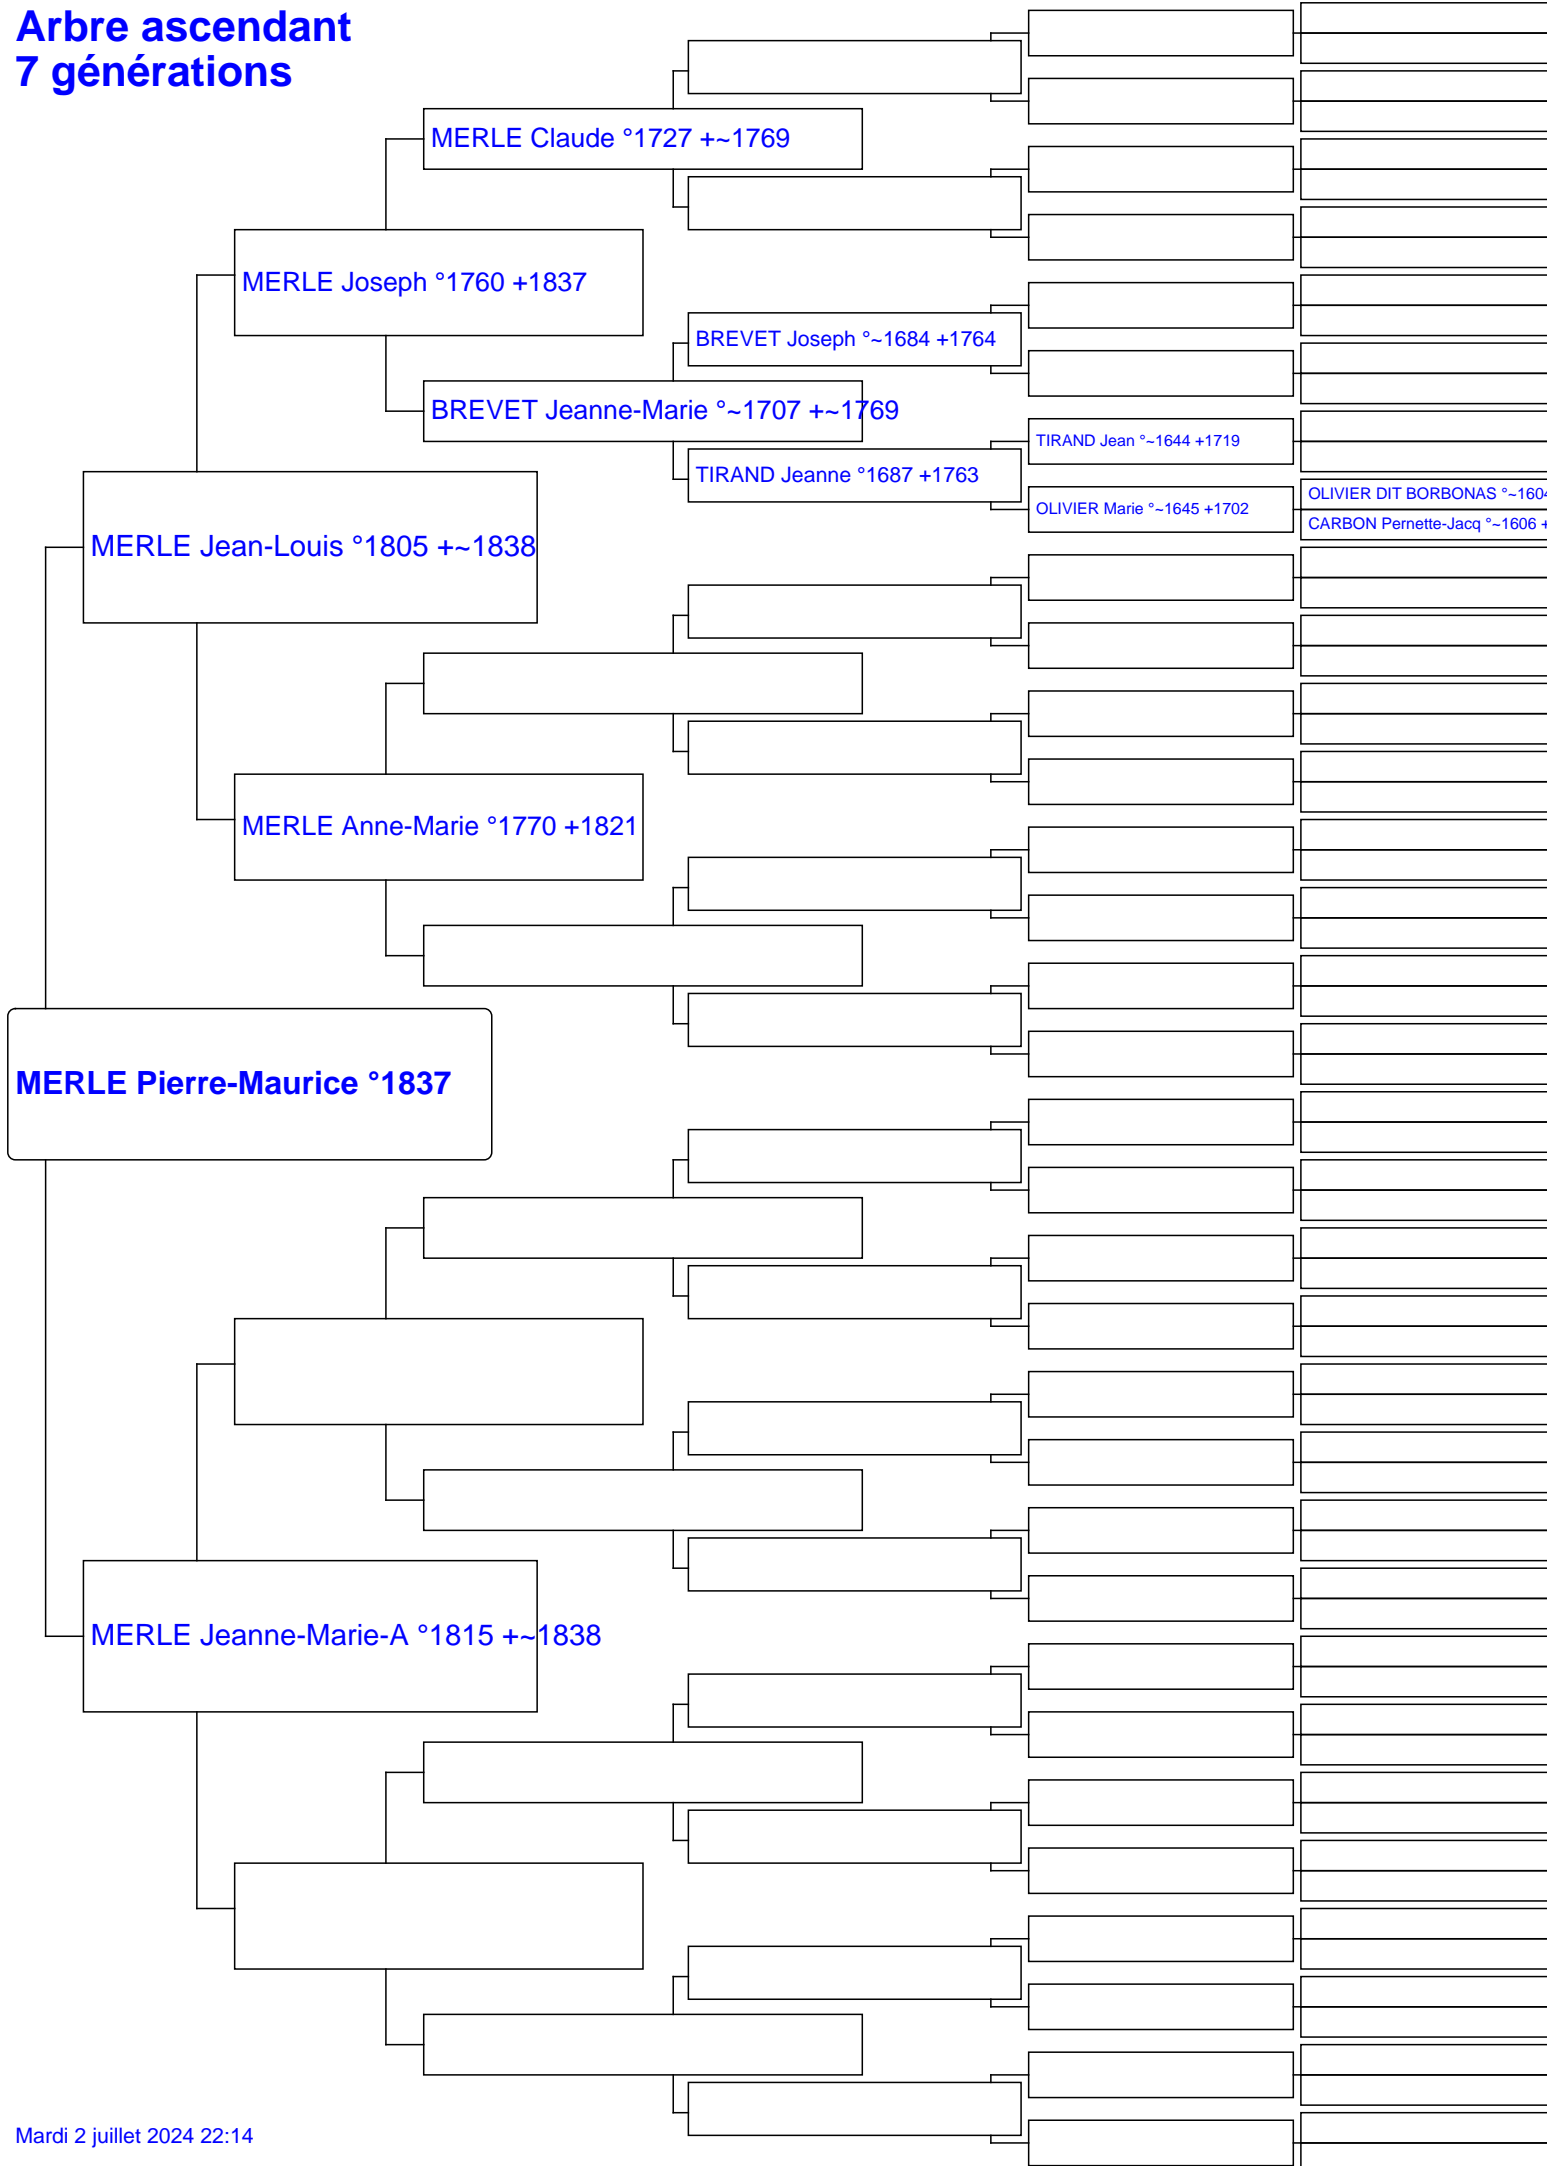 Arbre ascendant
7 générations
MERLE Claude °1727 +~1769
MERLE Joseph °1760 +1837
BREVET Joseph °~1684 +1764
BREVET Jeanne-Marie °~1707 +~1769
TIRAND Jean °~1644 +1719
TIRAND Jeanne °1687 +1763
OLIVIER DIT BORBONAS °~1604
OLIVIER Marie °~1645 +1702
CARBON Pernette-Jacq °~1606 +
MERLE Jean-Louis °1805 +~1838
MERLE Anne-Marie °1770 +1821
MERLE Pierre-Maurice °1837
MERLE Jeanne-Marie-A °1815 +~1838
Mardi 2 juillet 2024 22:14